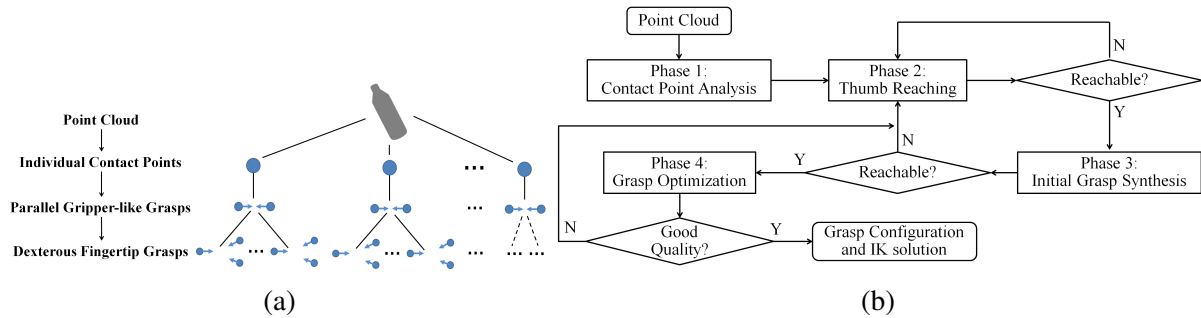 Point Cloud
Individual Contact Points
Parallel Gripper-like Grasps
Dexterous Fingertip Grasps
...
...
...
...
...
...
... ...
(a)
Point Cloud
Phase 1:
Contact Point Analysis
Phase 2:
Thumb Reaching
Reachable?
N
Y
Phase 3:
Initial Grasp Synthesis
Reachable?
N
Y
Phase 4:
Grasp Optimization
Good
Quality?
N
Y
Grasp Configuration
and IK solution
(b)